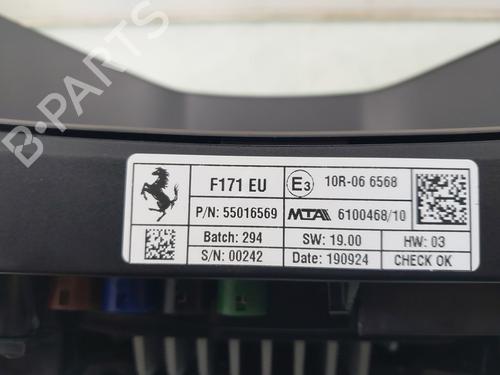 B-PARTS
F171 EU
E3
10R-06 6568
P/N: 55016569
MTA
6100468/10
Batch: 294
SW: 19.00
HW: 03
S/N: 00242
Date: 190924
CHECK OK